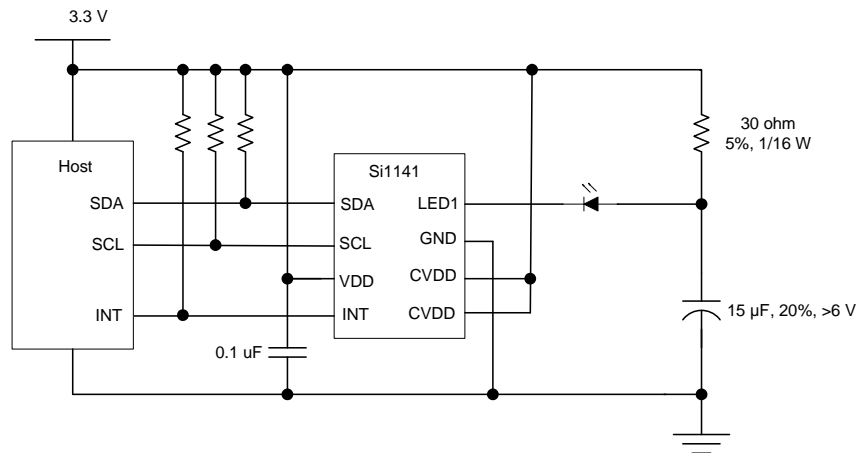 3.3 V
30 ohm
5%, 1/16 W
Host
Si1141
SDA
SDA
LED1
SCL
SCL
GND
VDD
CVDD
INT
INT
CVDD
15 µF, 20%, >6 V
0.1 uF